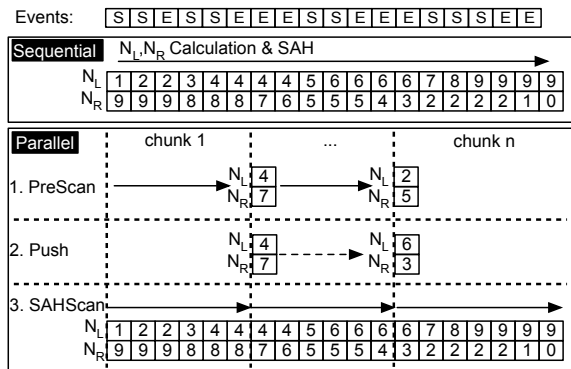 Events: S S E S S E E E S S E E E S S S E E
Sequential N_L,N_R Calculation & SAH
N_L 1 2 2 3 4 4 4 4 5 6 6 6 6 7 8 9 9 9 9
N_R 9 9 9 8 8 8 7 6 5 5 5 4 3 2 2 2 2 1 0
Parallel chunk 1 ... chunk n
1. PreScan N_L 4 N_L 2
N_R 7 N_R 5
2. Push N_L 4 N_L 6
N_R 7 N_R 3
3. SAHScan
N_L 1 2 2 3 4 4 4 4 5 6 6 6 6 7 8 9 9 9 9
N_R 9 9 9 8 8 8 7 6 5 5 5 4 3 2 2 2 2 1 0